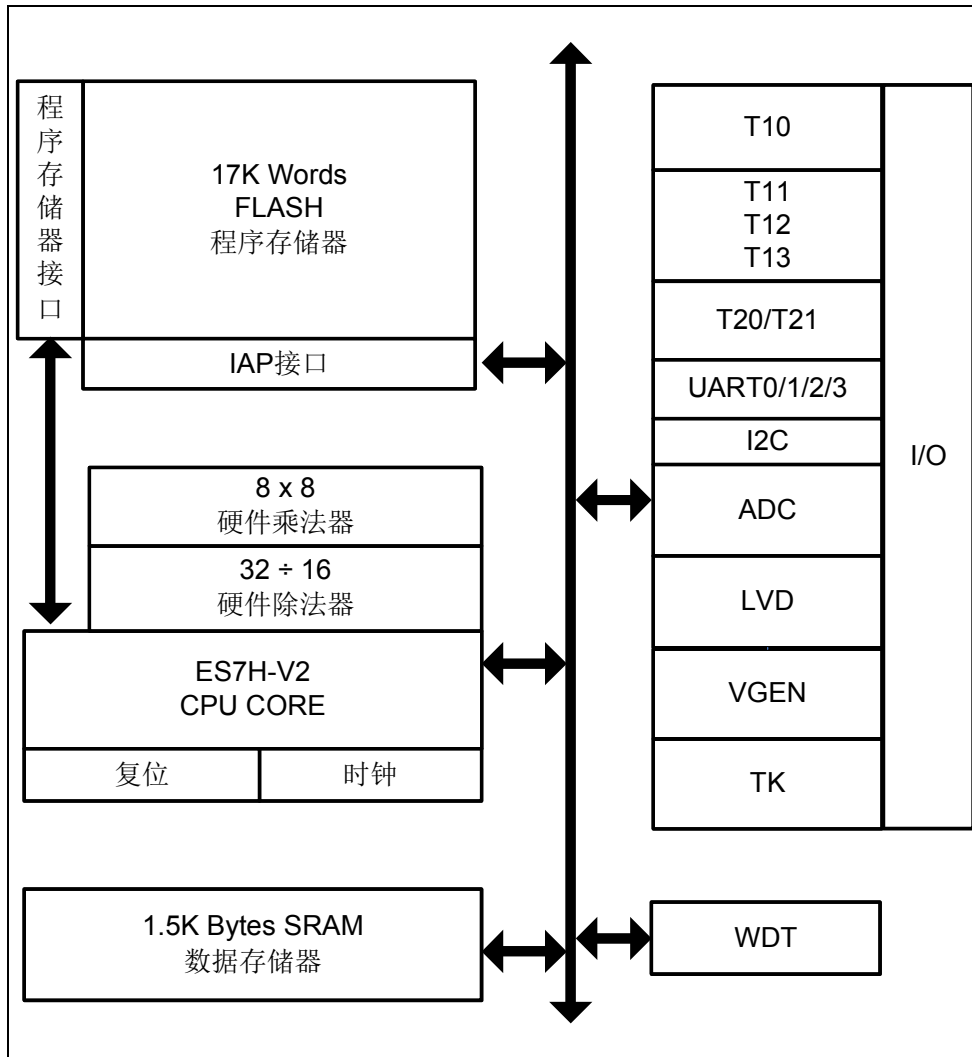 程序存储器接口
17K Words
FLASH
程序存储器
IAP接口
8 x 8
硬件乘法器
32 ÷ 16
硬件除法器
ES7H-V2
CPU CORE
复位
时钟
1.5K Bytes SRAM
数据存储器
T10
T11
T12
T13
T20/T21
UART0/1/2/3
I2C
ADC
LVD
VGEN
TK
I/O
WDT